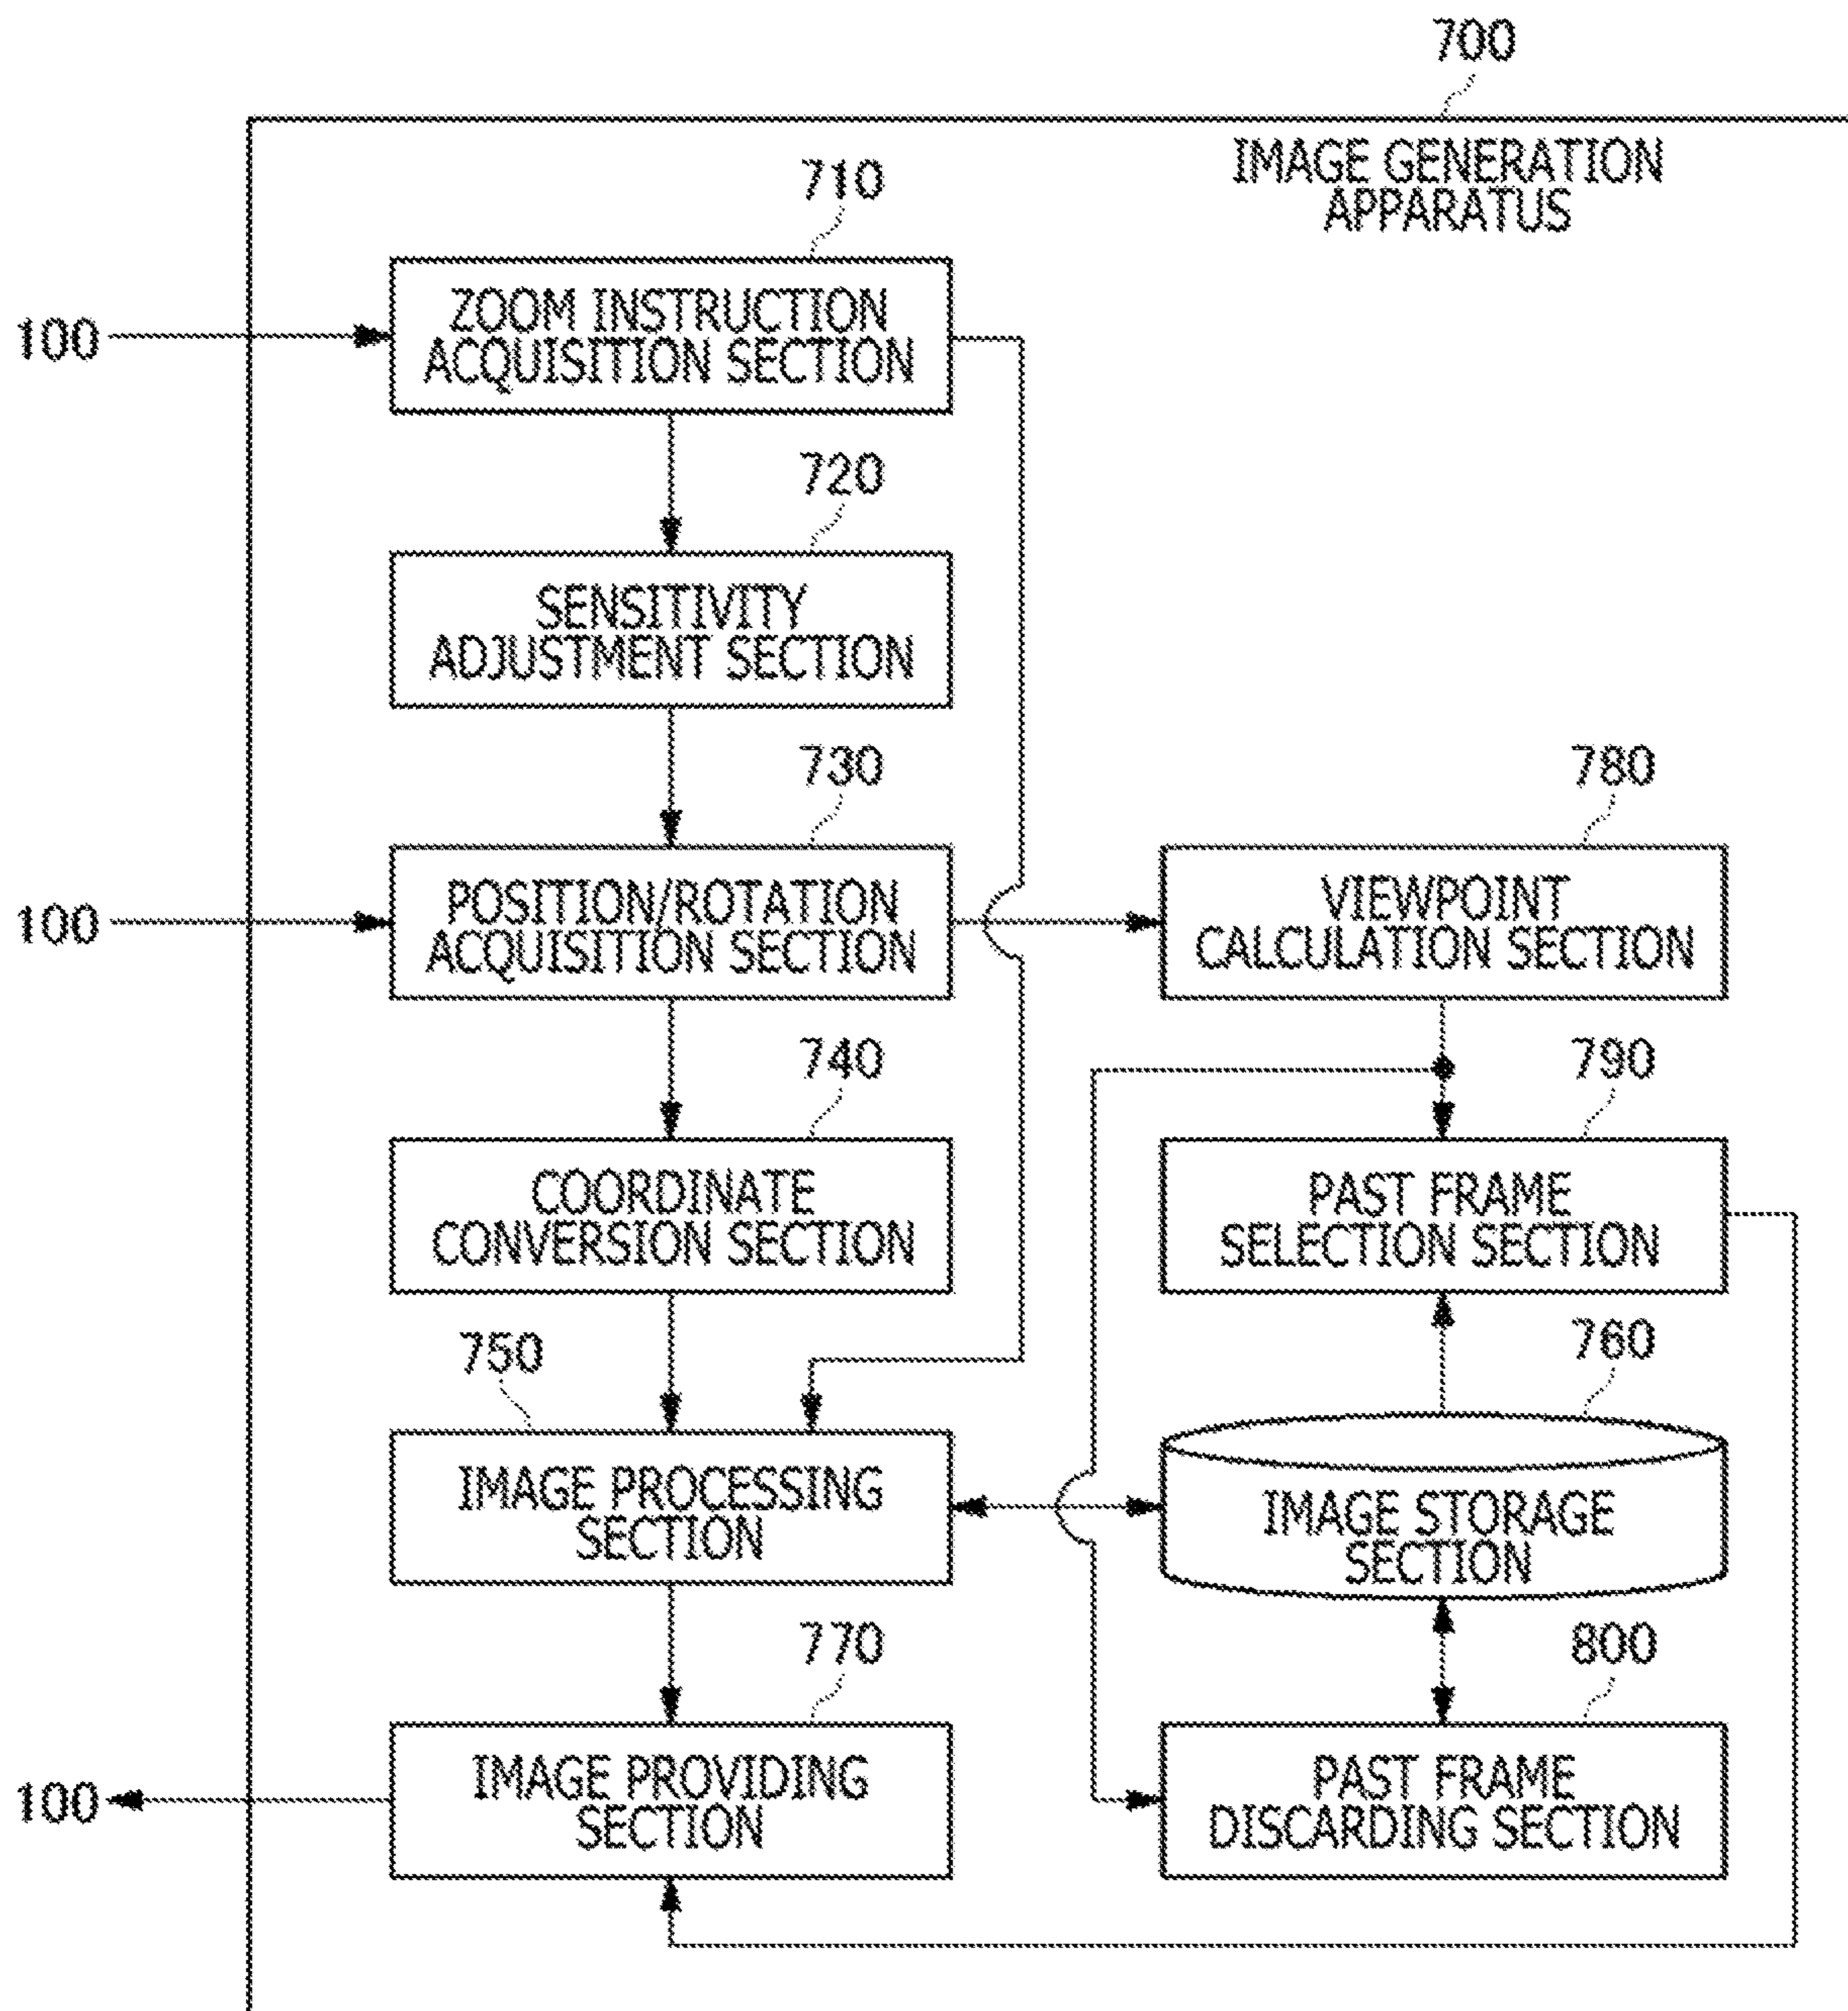 700
IMAGE GENERATION
APPARATUS
710
100
ZOOM INSTRUCTION
ACQUISITION SECTION
720
SENSITIVITY
ADJUSTMENT SECTION
730
780
100
POSITION/ROTATION
ACQUISITION SECTION
VIEWPOINT
CALCULATION SECTION
740
790
COORDINATE
CONVERSION SECTION
PAST FRAME
SELECTION SECTION
750
760
IMAGE PROCESSING
SECTION
IMAGE STORAGE
SECTION
770
800
100
IMAGE PROVIDING
SECTION
PAST FRAME
DISCARDING SECTION